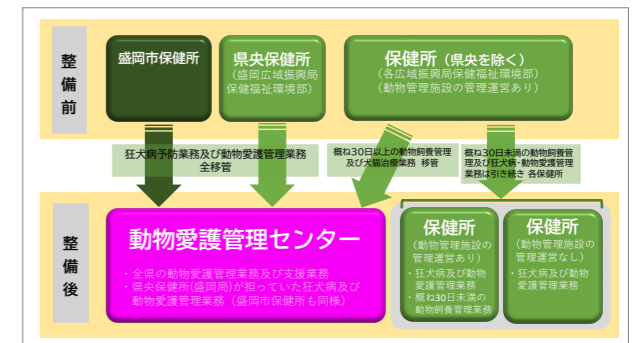 整備前
盛岡市保健所
県央保健所
(盛岡広域振興局
保健福祉環境部)
保健所(県央を除く)
(各広域振興局保健福祉環境部)
(動物管理施設の管理運営あり)
狂犬病予防業務及び動物愛護管理業務
全移管
概ね30日以上の動物飼養管理
及び犬猫治療業務 移管
概ね30日未満の動物飼養管
理及び狂犬病・動物愛護管理
業務は引き続き 各保健所
整備後
動物愛護管理センター
・全県の動物愛護管理業務及び支援業務
・県央保健所(盛岡局)が担っていた狂犬病及び
動物愛護管理業務(盛岡市保健所も同様)
保健所
(動物管理施設の
管理運営あり)
・狂犬病及び動物
愛護管理業務
・概ね30日未満の
動物飼養管理業務
保健所
(動物管理施設の
管理運営なし)
・狂犬病及び動物
愛護管理業務